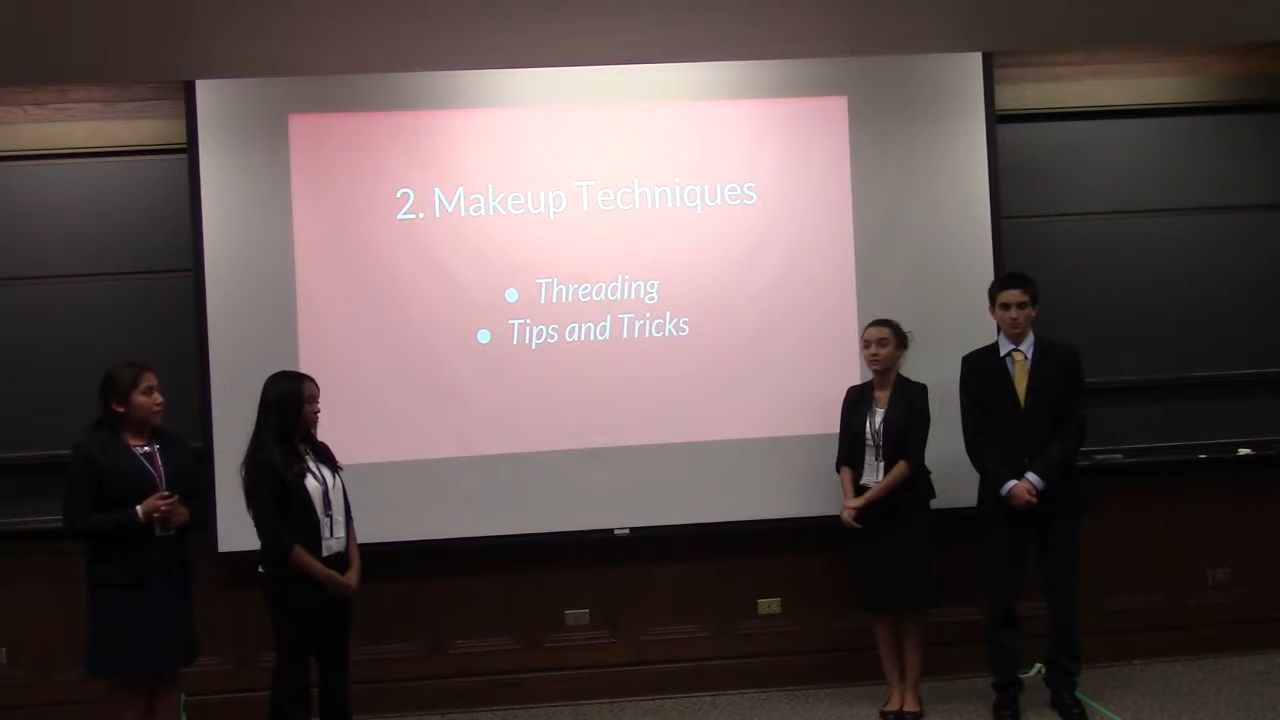 2. Makeup Techniques
● Threading
● Tips and Tricks